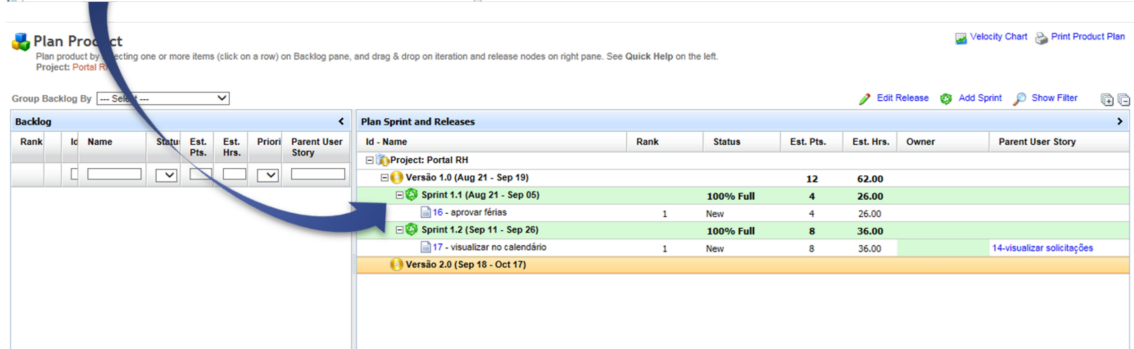 Plan Product
Velocity Chart Print Product Plan
Plan product by selecting one or more items (click on a row) on Backlog pane, and drag & drop on iteration and release nodes on right pane. See Quick Help on the left.
Project: Portal RH
Group Backlog By --- Select ---
Edit Release Add Sprint Show Filter
Backlog <
Plan Sprint and Releases >
Rank Id Name Statu Est. Pts. Est. Hrs. Priori Parent User Story
Id - Name Rank Status Est. Pts. Est. Hrs. Owner Parent User Story
Project: Portal RH
Versão 1.0 (Aug 21 - Sep 19) 12 62.00
Sprint 1.1 (Aug 21 - Sep 05) 100% Full 4 26.00
16 - aprovar férias 1 New 4 26.00
Sprint 1.2 (Sep 11 - Sep 26) 100% Full 8 36.00
17 - visualizar no calendário 1 New 8 36.00 14-visualizar solicitações
Versão 2.0 (Sep 18 - Oct 17)